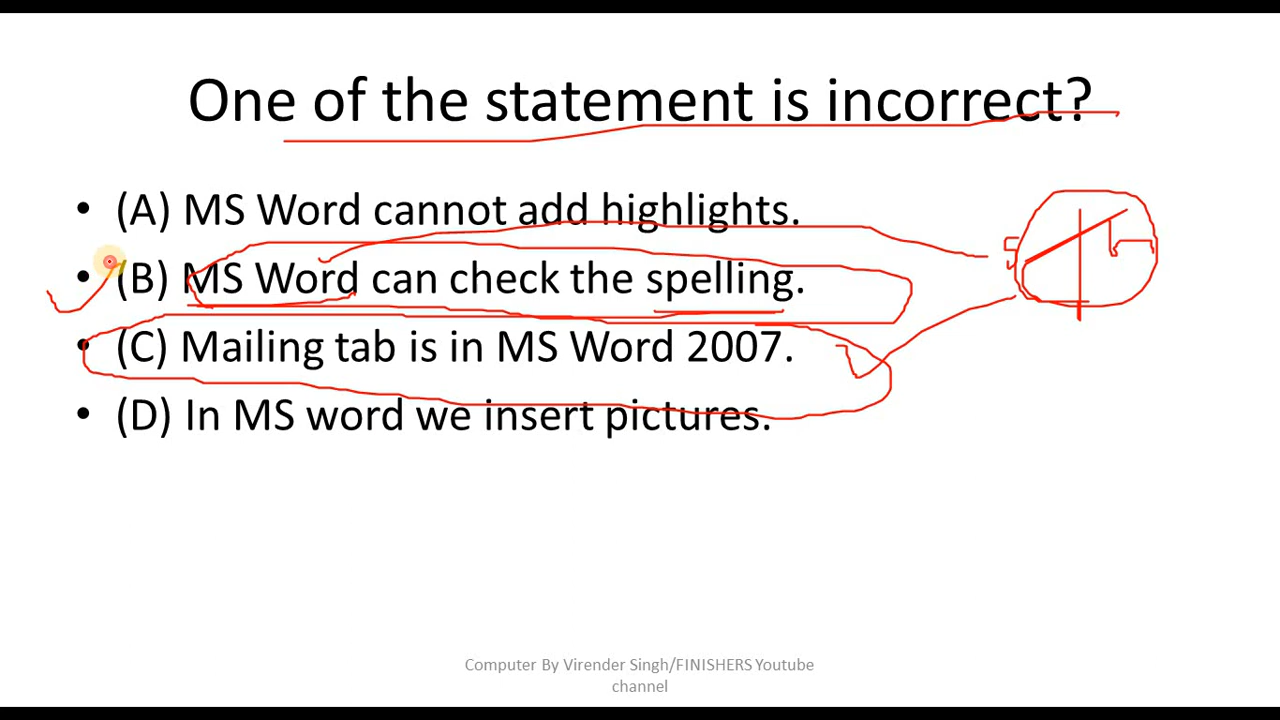 One of the statement is incorrect?
• (A) MS Word cannot add highlights.
• (B) MS Word can check the spelling.
• (C) Mailing tab is in MS Word 2007.
• (D) In MS word we insert pictures.
Computer By Virender Singh/FINISHERS Youtube
channel